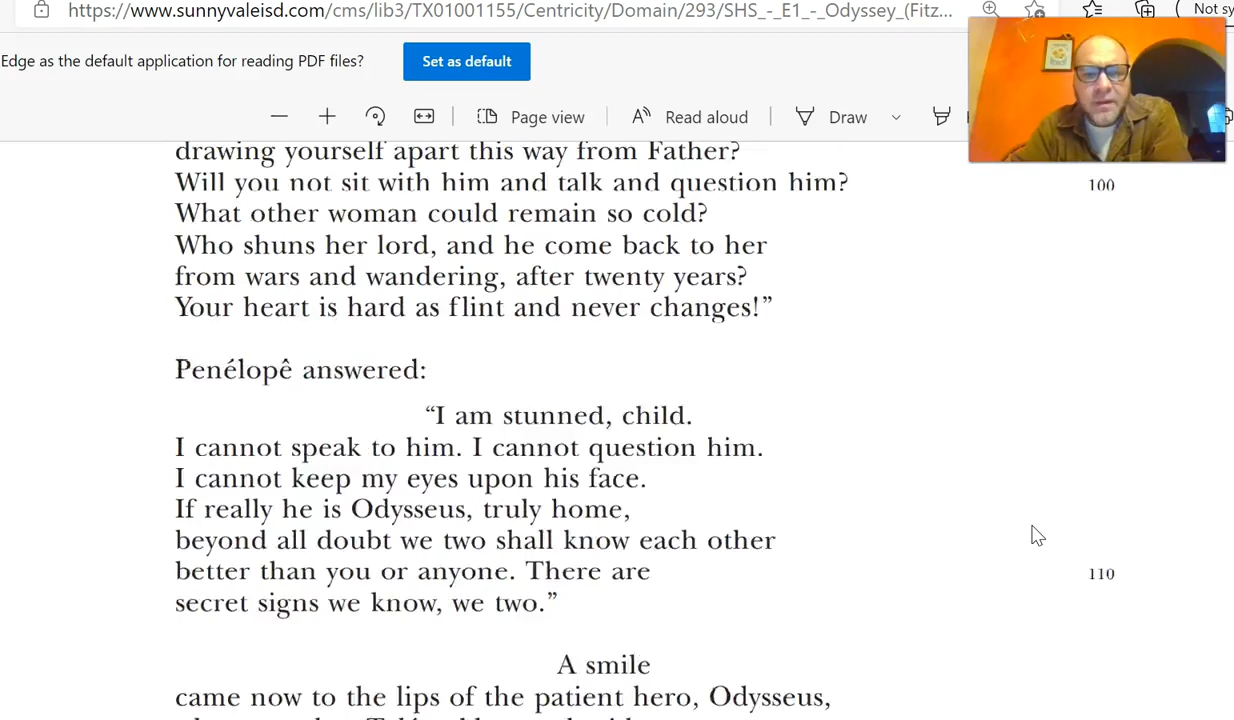 https://www.sunnyvaleisd.com/cms/lib3/TX01001155/Centricity/Domain/293/SHS_-_E1_-_Odyssey_(Fitz...
Not sy
Edge as the default application for reading PDF files?
Set as default
Page view
Read aloud
Draw
drawing yourself apart this way from Father?
Will you not sit with him and talk and question him?
100
What other woman could remain so cold?
Who shuns her lord, and he come back to her
from wars and wandering, after twenty years?
Your heart is hard as flint and never changes!”
Penélopê answered:
“I am stunned, child.
I cannot speak to him. I cannot question him.
I cannot keep my eyes upon his face.
If really he is Odysseus, truly home,
beyond all doubt we two shall know each other
better than you or anyone. There are
110
secret signs we know, we two.”
A smile
came now to the lips of the patient hero, Odysseus,